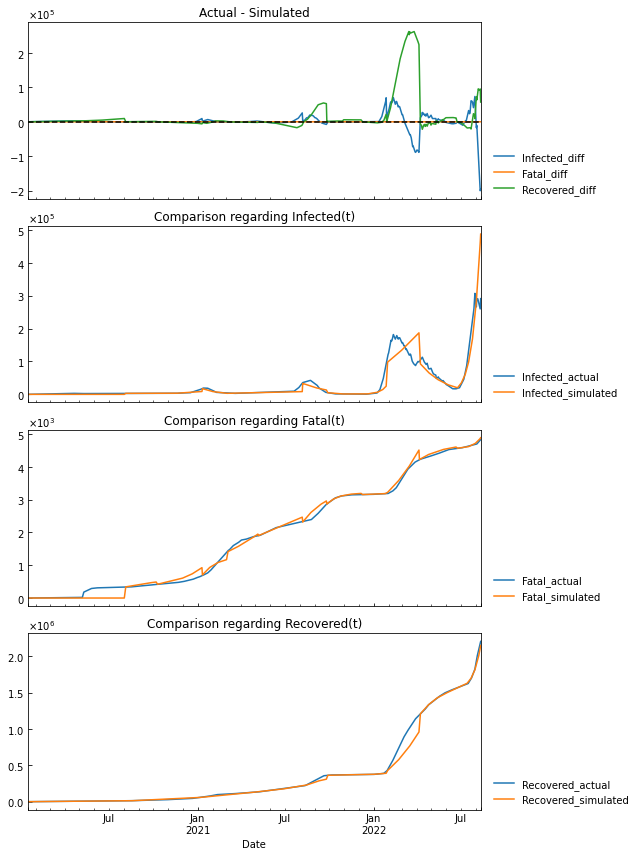 Actual - Simulated
×10⁵
2
1
0
−1
−2
Infected_diff
Fatal_diff
Recovered_diff
Comparison regarding Infected(t)
×10⁵
5
4
3
2
1
0
Infected_actual
Infected_simulated
Comparison regarding Fatal(t)
×10³
5
4
3
2
1
0
Fatal_actual
Fatal_simulated
Comparison regarding Recovered(t)
×10⁶
2.0
1.5
1.0
0.5
0.0
Recovered_actual
Recovered_simulated
Jul Jan Jul Jan Jul
2021 2022
Date